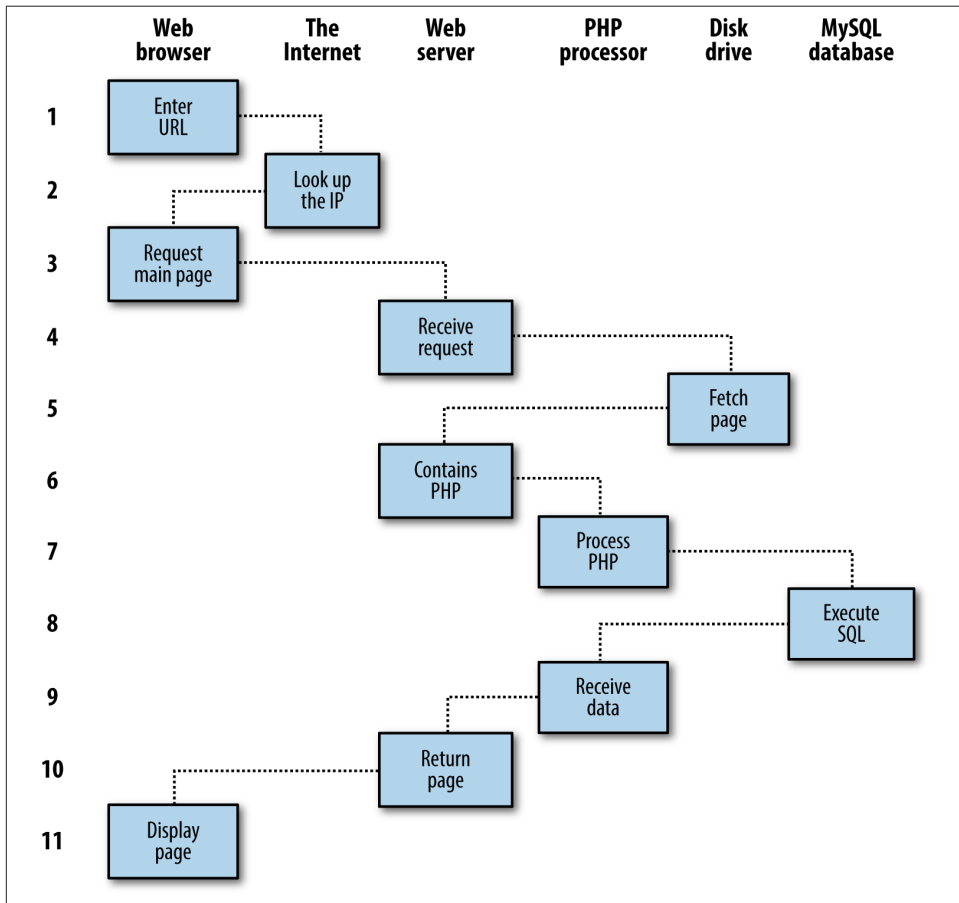 Web
browser
The
Internet
Web
server
PHP
processor
Disk
drive
MySQL
database
1
Enter
URL
2
Look up
the IP
3
Request
main page
4
Receive
request
5
Fetch
page
6
Contains
PHP
7
Process
PHP
8
Execute
SQL
9
Receive
data
10
Return
page
11
Display
page